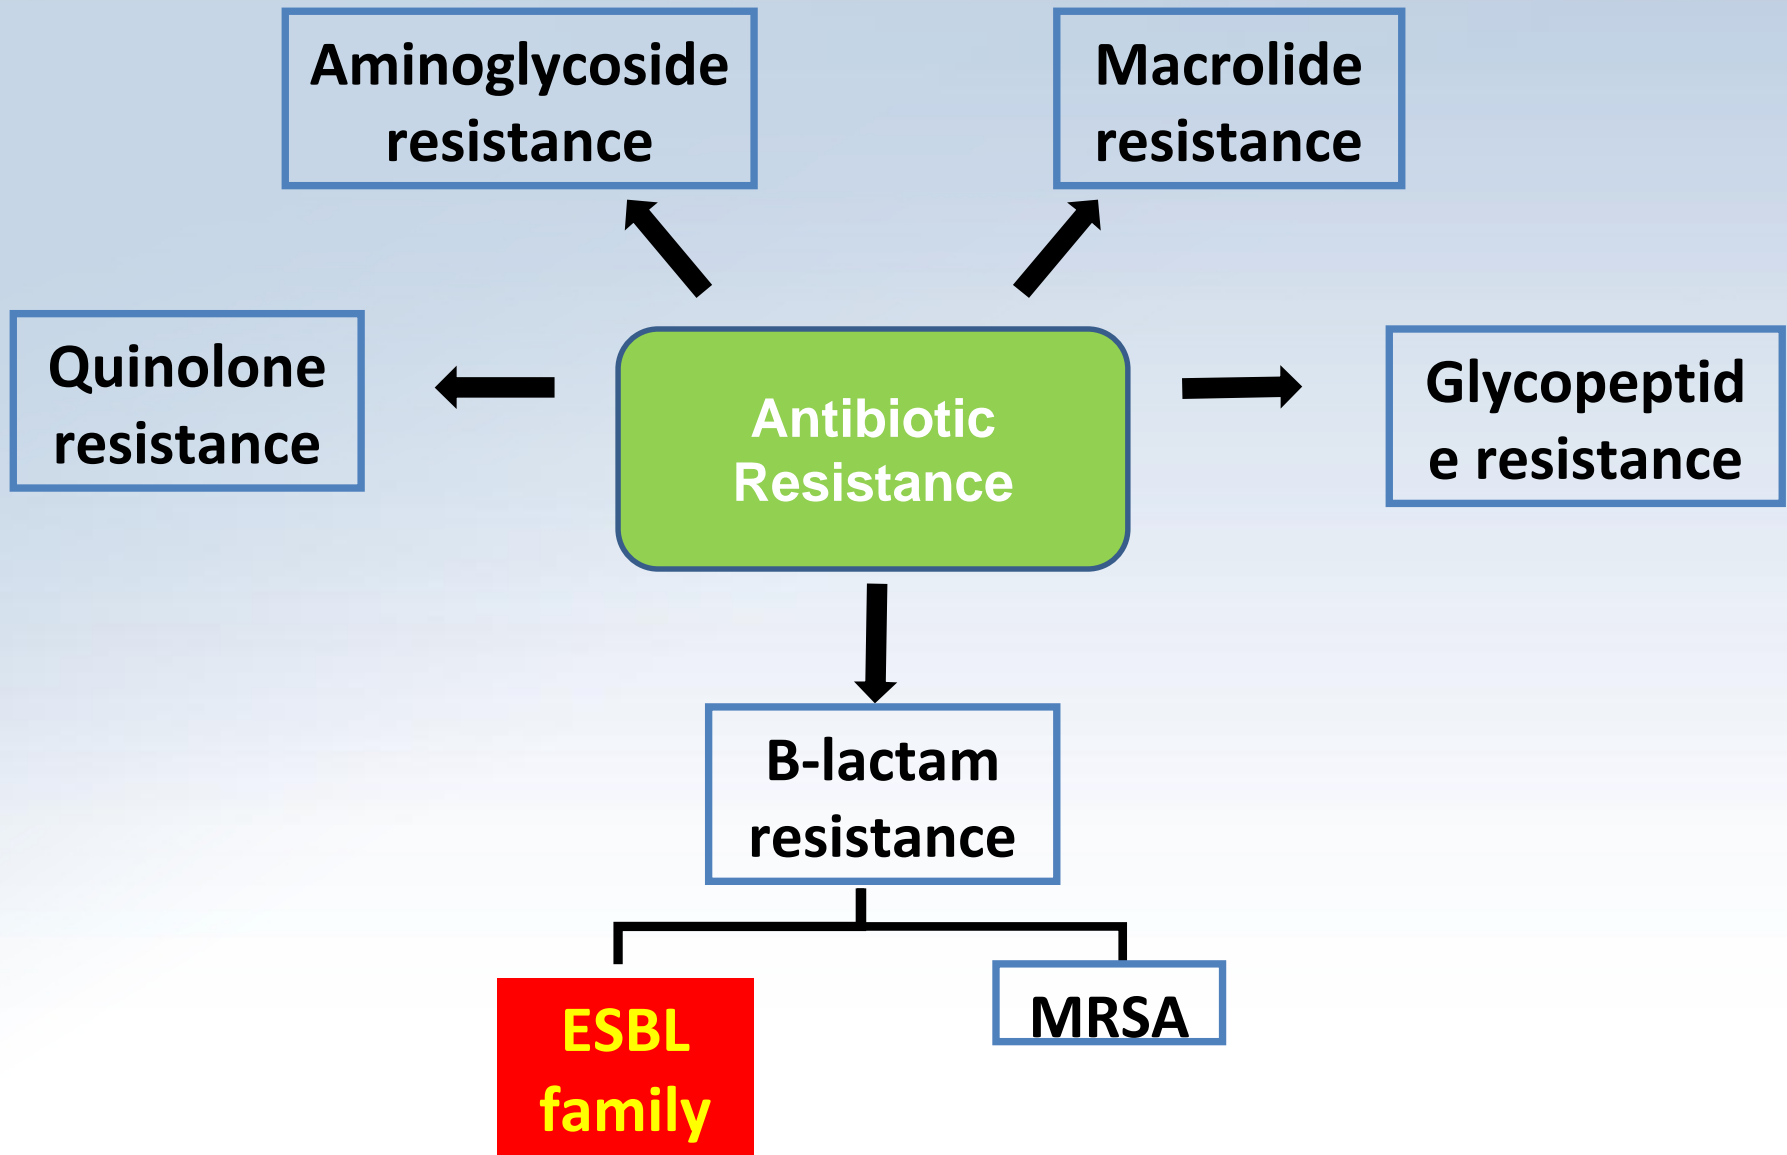 Aminoglycoside
resistance
Macrolide
resistance
Quinolone
resistance
Antibiotic
Resistance
Glycopeptid
e resistance
B-lactam
resistance
ESBL
family
MRSA